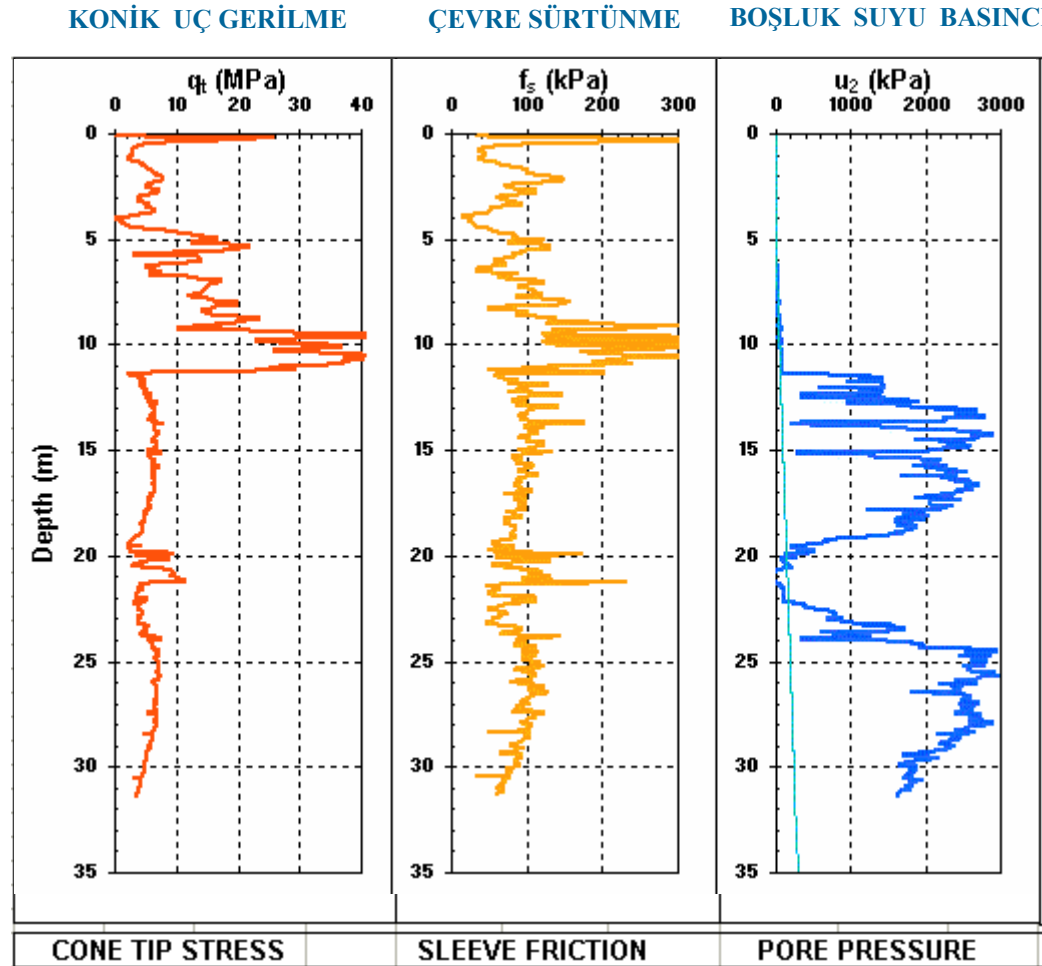 KONİK UÇ GERİLME ÇEVRE SÜRTÜNME BOŞLUK SUYU BASINCI
qt (MPa) fs (kPa) u2 (kPa)
0 10 20 30 40 0 100 200 300 0 1000 2000 3000
0 0 0
5 5 5
10 10 10
15 15 15
Depth (m)
20 20 20
25 25 25
30 30 30
35 35 35
CONE TIP STRESS SLEEVE FRICTION PORE PRESSURE